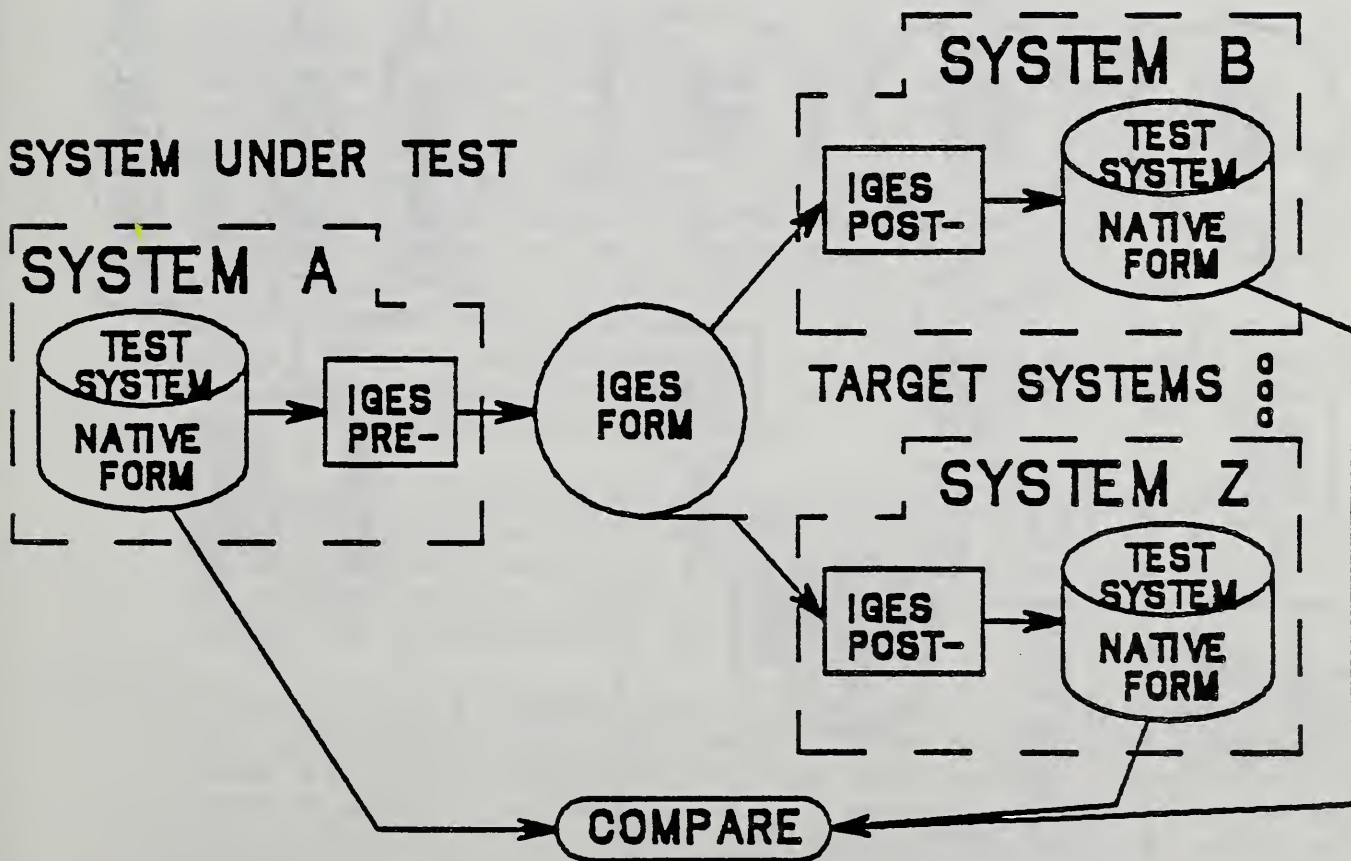 SYSTEM UNDER TEST
SYSTEM A
TEST
SYSTEM
NATIVE
FORM
IGES
PRE-
IGES
FORM
SYSTEM B
IGES
POST-
TEST
SYSTEM
NATIVE
FORM
TARGET SYSTEMS
SYSTEM Z
IGES
POST-
TEST
SYSTEM
NATIVE
FORM
COMPARE